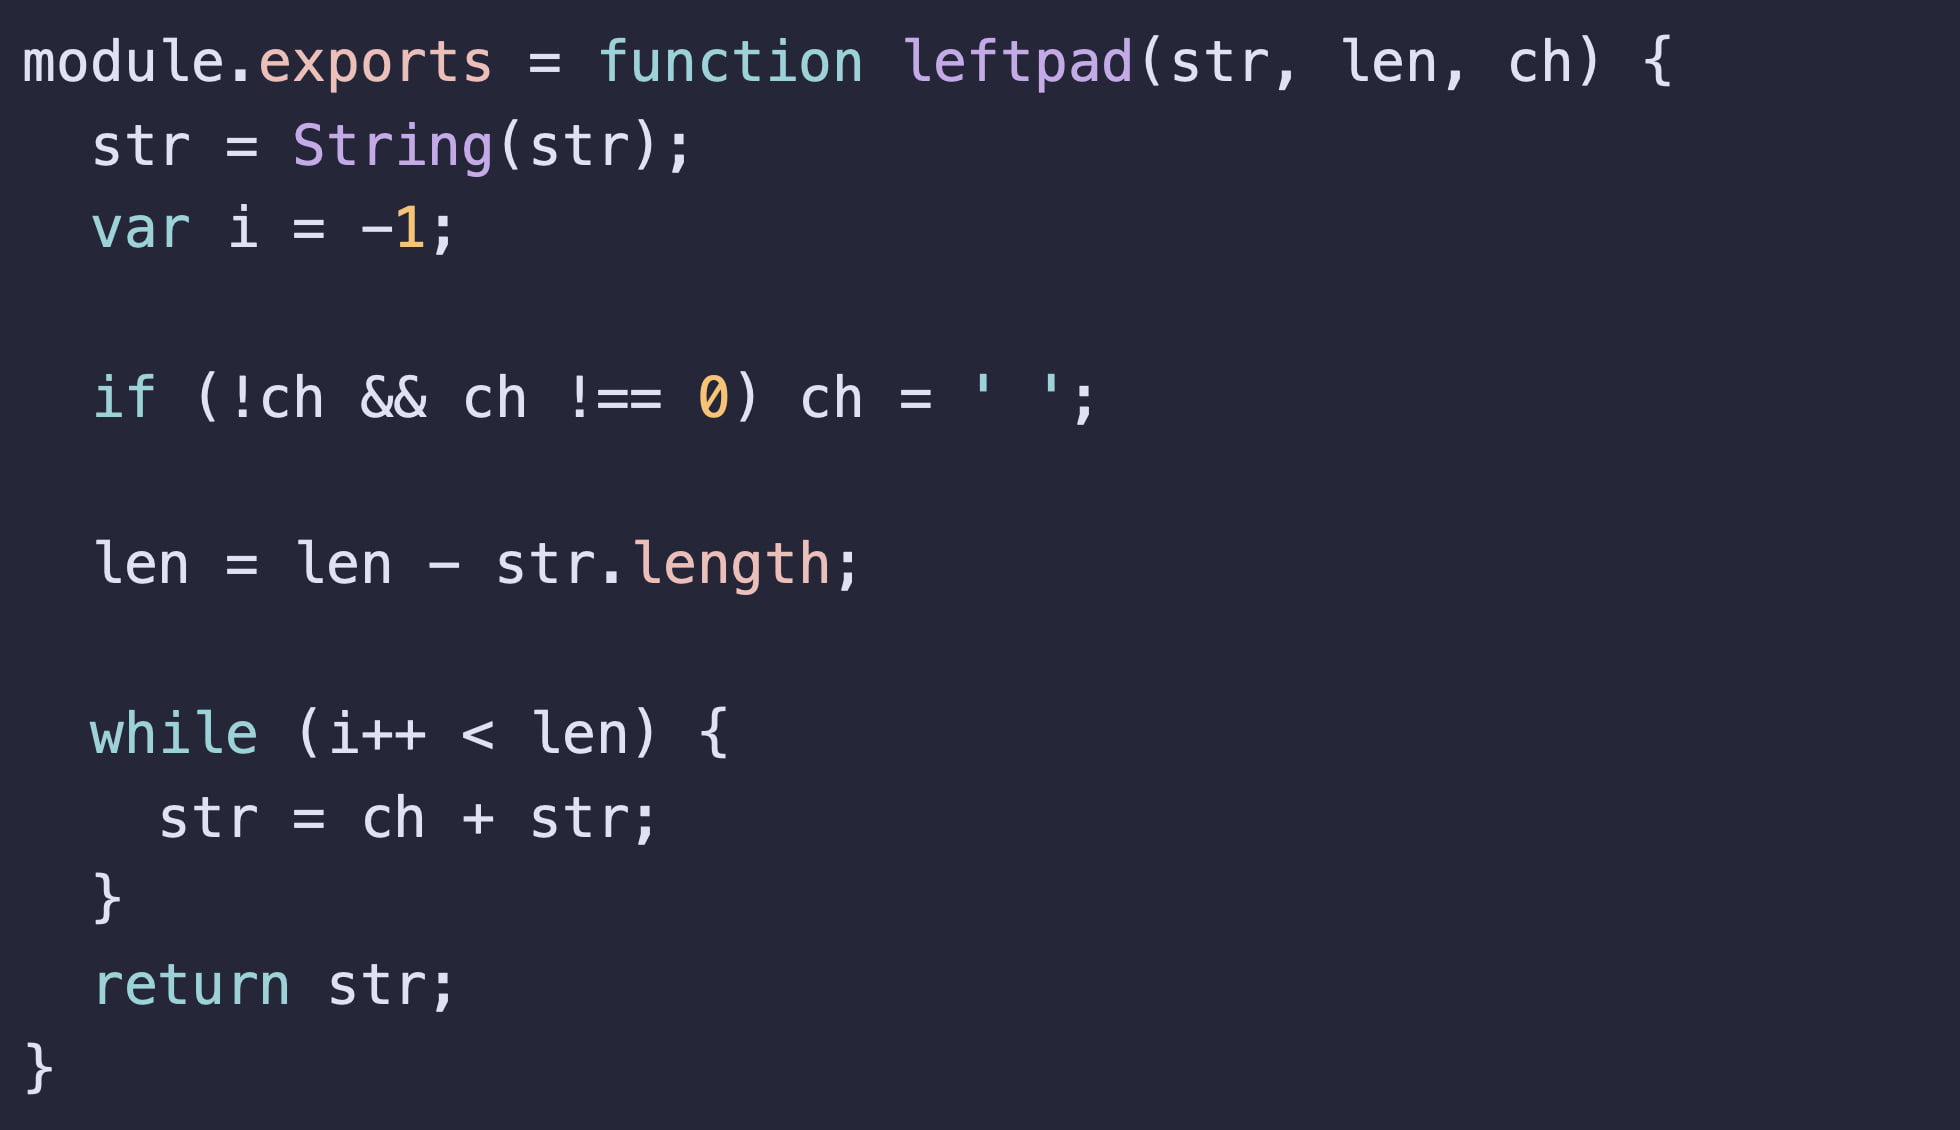 module.exports = function leftpad(str, len, ch) {
  str = String(str);
  var i = -1;

  if (!ch && ch !== 0) ch = ' ';

  len = len - str.length;

  while (i++ < len) {
    str = ch + str;
  }
  return str;
}